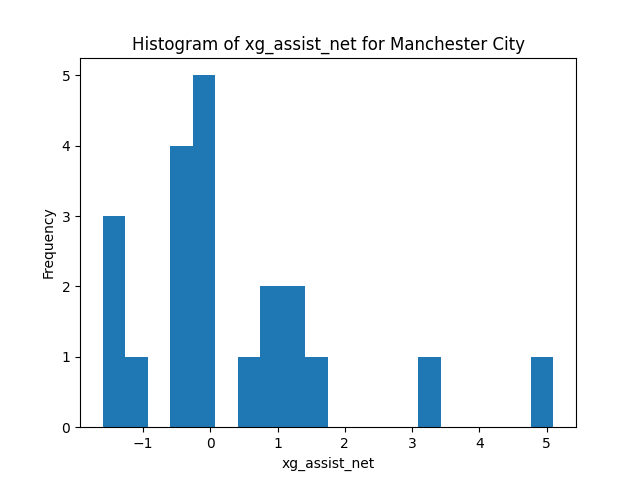 Histogram of xg_assist_net for Manchester City
Frequency
5
4
3
2
1
0
−1 0 1 2 3 4 5
xg_assist_net